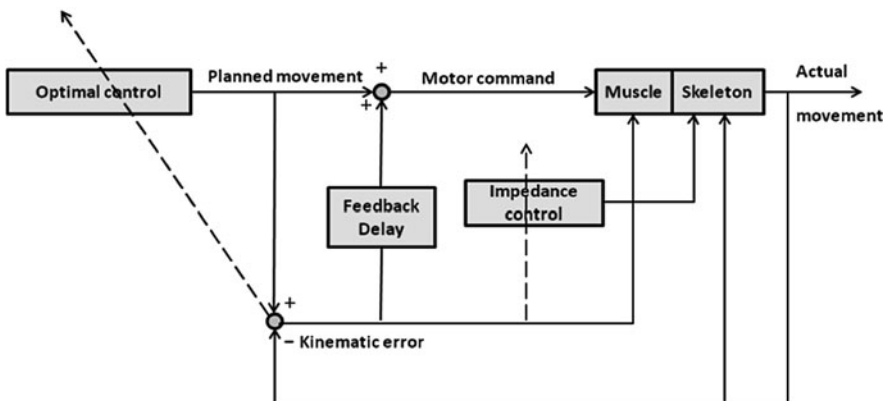 Optimal control
Planned movement
+
+
Motor command
Muscle
Skeleton
Actual
movement
Feedback
Delay
Impedance
control
+
− Kinematic error